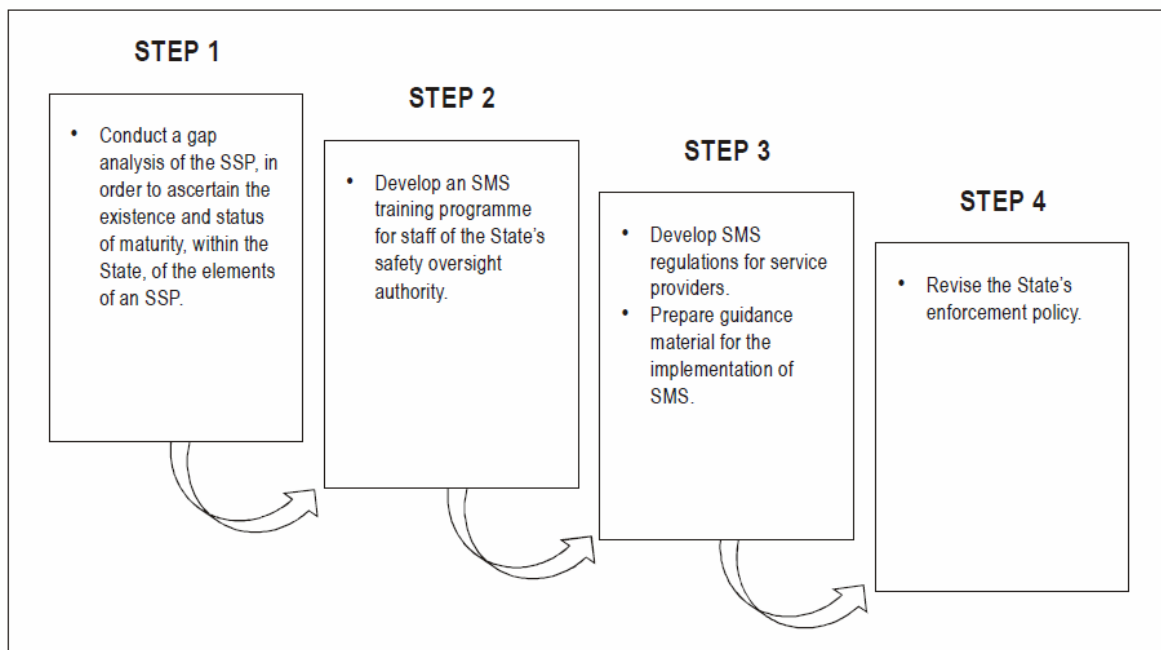 STEP 1
• Conduct a gap
analysis of the SSP, in
order to ascertain the
existence and status
of maturity, within the
State, of the elements
of an SSP.
STEP 2
• Develop an SMS
training programme
for staff of the State's
safety oversight
authority.
STEP 3
• Develop SMS
regulations for service
providers.
• Prepare guidance
material for the
implementation of
SMS.
STEP 4
• Revise the State's
enforcement policy.